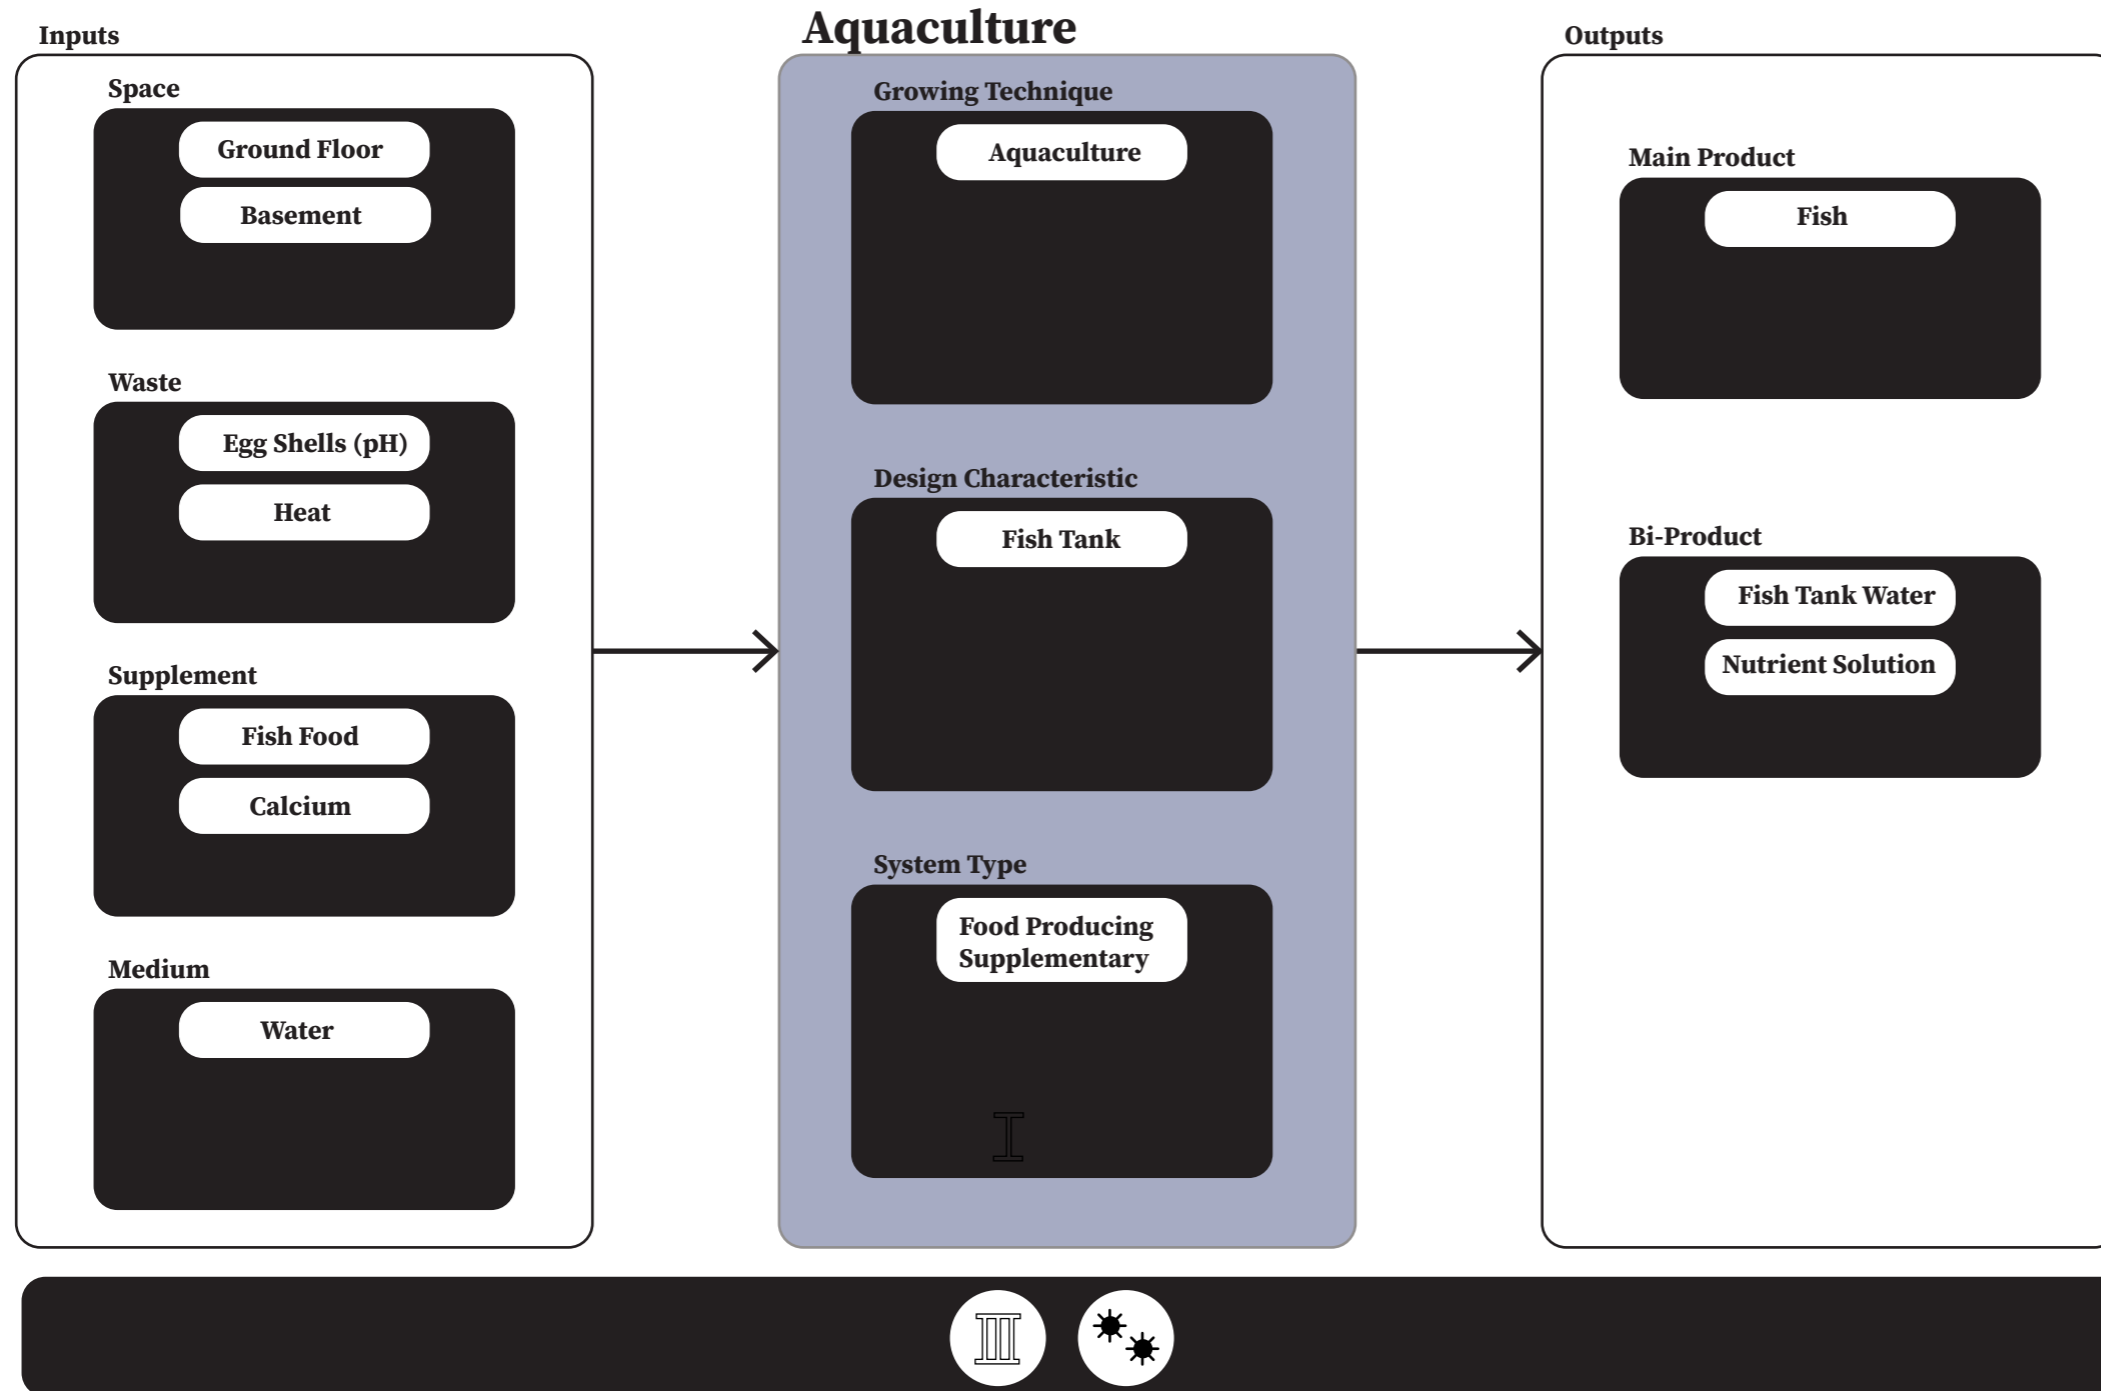 Inputs
Space
Ground Floor
Basement
Waste
Egg Shells (pH)
Heat
Supplement
Fish Food
Calcium
Medium
Water
Aquaculture
Growing Technique
Aquaculture
Design Characteristic
Fish Tank
System Type
Food Producing
Supplementary
I
Outputs
Main Product
Fish
Bi-Product
Fish Tank Water
Nutrient Solution
III